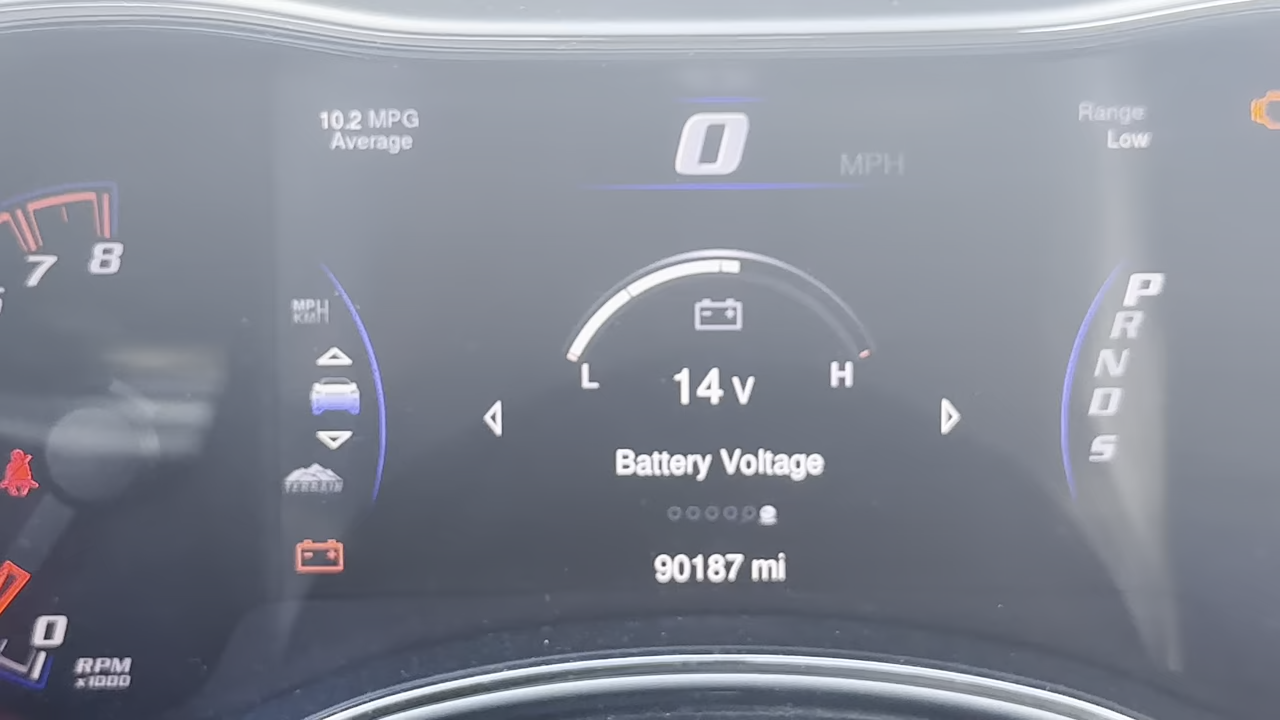 10.2 MPG
Average
0
MPH
Range
Low
7
8
MPH
KM/H
L
H
14 V
Battery Voltage
TERRAIN
90187 mi
P
R
N
D
S
0
RPM
x1000